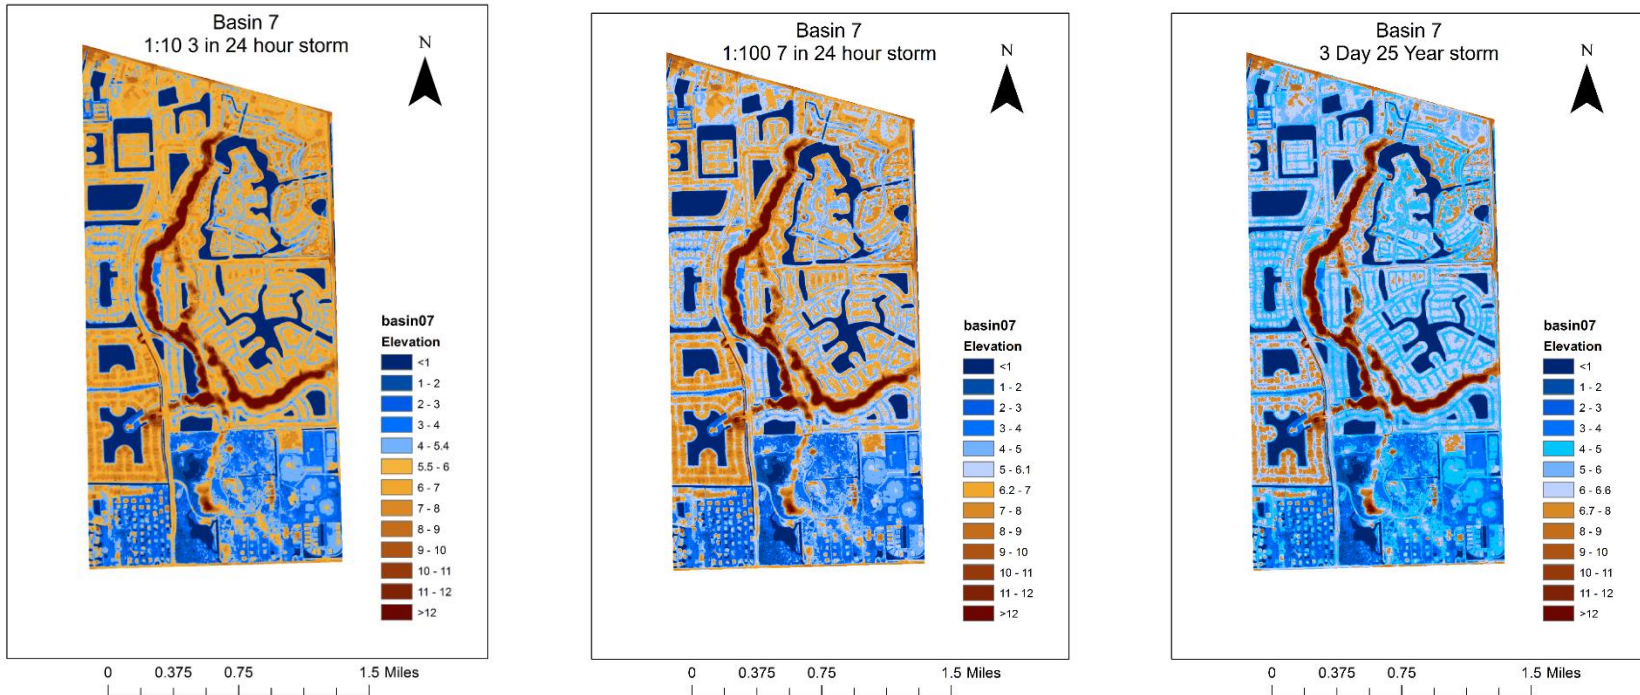 Basin 7
1:10 3 in 24 hour storm
N
basin07
Elevation
<1
1 - 2
2 - 3
3 - 4
4 - 5.4
5.5 - 6
6 - 7
7 - 8
8 - 9
9 - 10
10 - 11
11 - 12
>12
0 0.375 0.75 1.5 Miles
Basin 7
1:100 7 in 24 hour storm
N
basin07
Elevation
<1
1 - 2
2 - 3
3 - 4
4 - 5
5 - 6.1
6.2 - 7
7 - 8
8 - 9
9 - 10
10 - 11
11 - 12
>12
0 0.375 0.75 1.5 Miles
Basin 7
3 Day 25 Year storm
N
basin07
Elevation
<1
1 - 2
2 - 3
3 - 4
4 - 5
5 - 6
6 - 6.6
6.7 - 8
8 - 9
9 - 10
10 - 11
11 - 12
>12
0 0.375 0.75 1.5 Miles